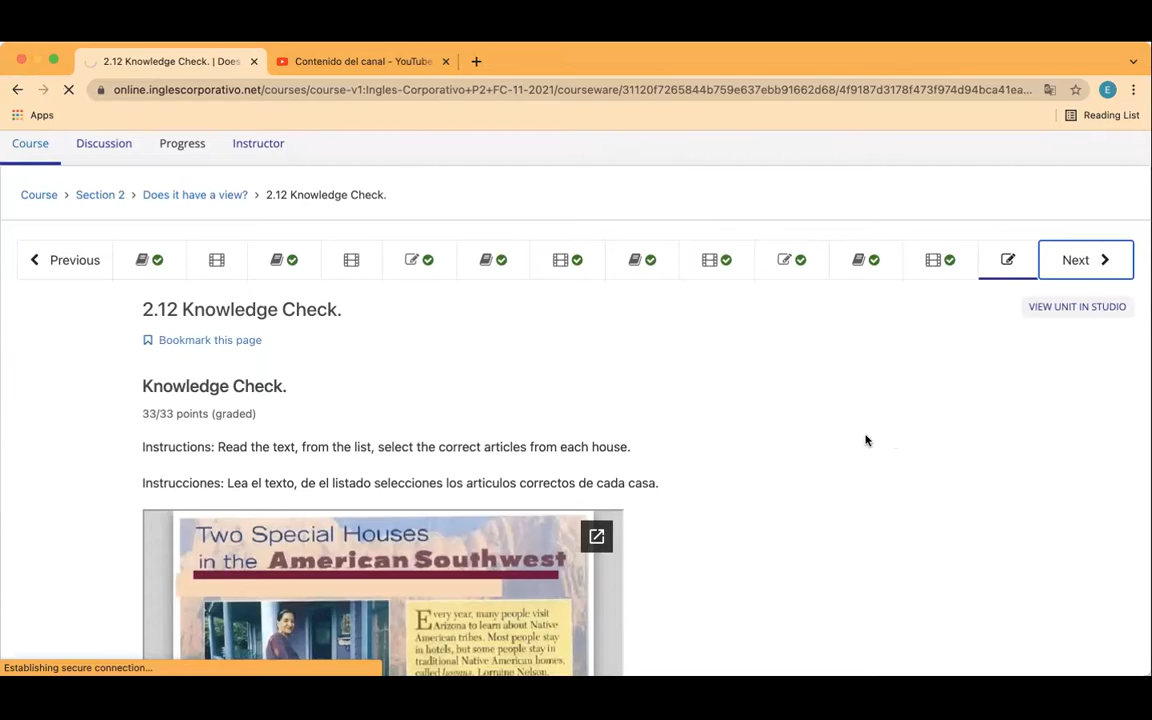 2.12 Knowledge Check. | Does
Contenido del canal - YouTube
online.inglescorporativo.net/courses/course-v1:Ingles-Corporativo+P2+FC-11-2021/courseware/31120f7265844b759e637ebb91662d68/4f9187d3178f473f974d94bca41ea...
E
Apps
Reading List
Course
Discussion
Progress
Instructor
Course > Section 2 > Does it have a view? > 2.12 Knowledge Check.
Previous
Next
2.12 Knowledge Check.
VIEW UNIT IN STUDIO
Bookmark this page
Knowledge Check.
33/33 points (graded)
Instructions: Read the text, from the list, select the correct articles from each house.
Instrucciones: Lea el texto, de el listado selecciones los articulos correctos de cada casa.
Two Special Houses
in the American Southwest
Every year, many people visit
Arizona to learn about Native
American tribes. Most people stay
in hotels, but some people stay in
traditional Native American homes,
called hogans. Lorraine Nelson,
Establishing secure connection...